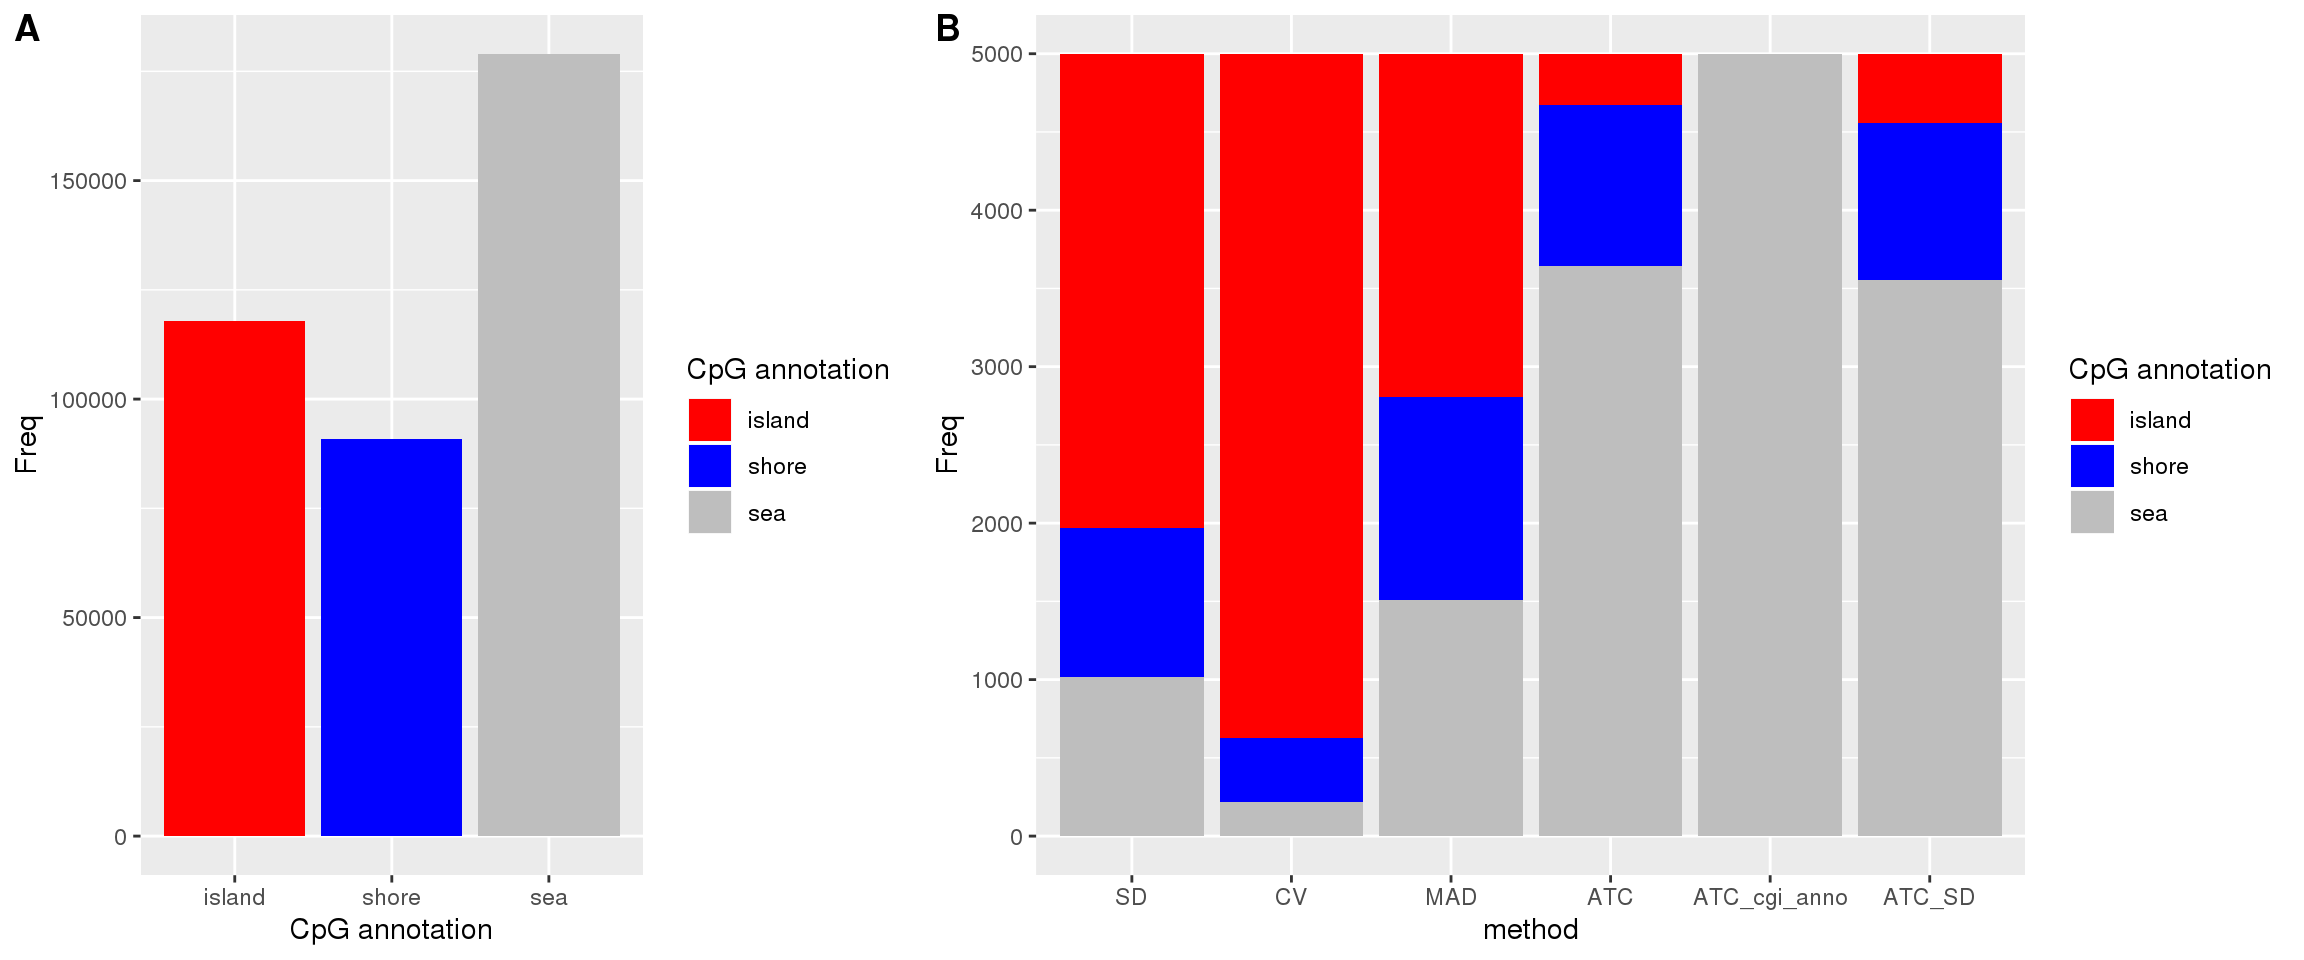 A
Freq
150000
100000
50000
0
island
shore
sea
CpG annotation
CpG annotation
island
shore
sea
B
Freq
5000
4000
3000
2000
1000
0
SD
CV
MAD
ATC
ATC_cgi_anno
ATC_SD
method
CpG annotation
island
shore
sea